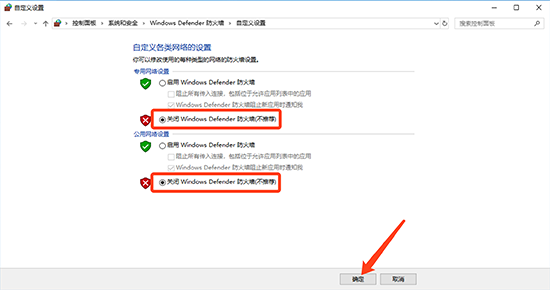 自定义设置
控制面板 › 系统和安全 › Windows Defender 防火墙 › 自定义设置
搜索控制面板
自定义各类网络的设置
你可以修改使用的每种类型的网络的防火墙设置。
专用网络设置
启用 Windows Defender 防火墙
阻止所有传入连接，包括位于允许应用列表中的应用
Windows Defender 防火墙阻止新应用时通知我
关闭 Windows Defender 防火墙(不推荐)
公用网络设置
启用 Windows Defender 防火墙
阻止所有传入连接，包括位于允许应用列表中的应用
Windows Defender 防火墙阻止新应用时通知我
关闭 Windows Defender 防火墙(不推荐)
确定 取消